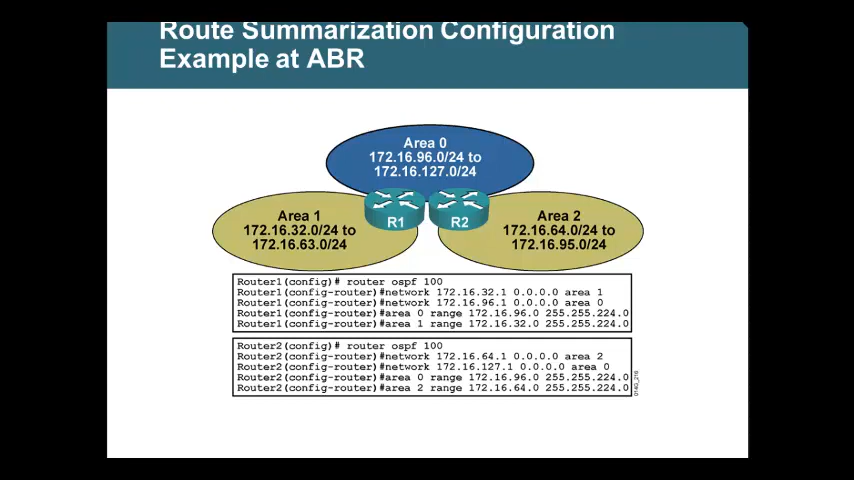 Route Summarization Configuration
Example at ABR
Area 0
172.16.96.0/24 to
172.16.127.0/24
Area 1
172.16.32.0/24 to
172.16.63.0/24
R1
R2
Area 2
172.16.64.0/24 to
172.16.95.0/24
Router1(config)# router ospf 100
Router1(config-router)#network 172.16.32.1 0.0.0.0 area 1
Router1(config-router)#network 172.16.96.1 0.0.0.0 area 0
Router1(config-router)#area 0 range 172.16.96.0 255.255.224.0
Router1(config-router)#area 1 range 172.16.32.0 255.255.224.0
Router2(config)# router ospf 100
Router2(config-router)#network 172.16.64.1 0.0.0.0 area 2
Router2(config-router)#network 172.16.127.1 0.0.0.0 area 0
Router2(config-router)#area 0 range 172.16.96.0 255.255.224.0
Router2(config-router)#area 2 range 172.16.64.0 255.255.224.0